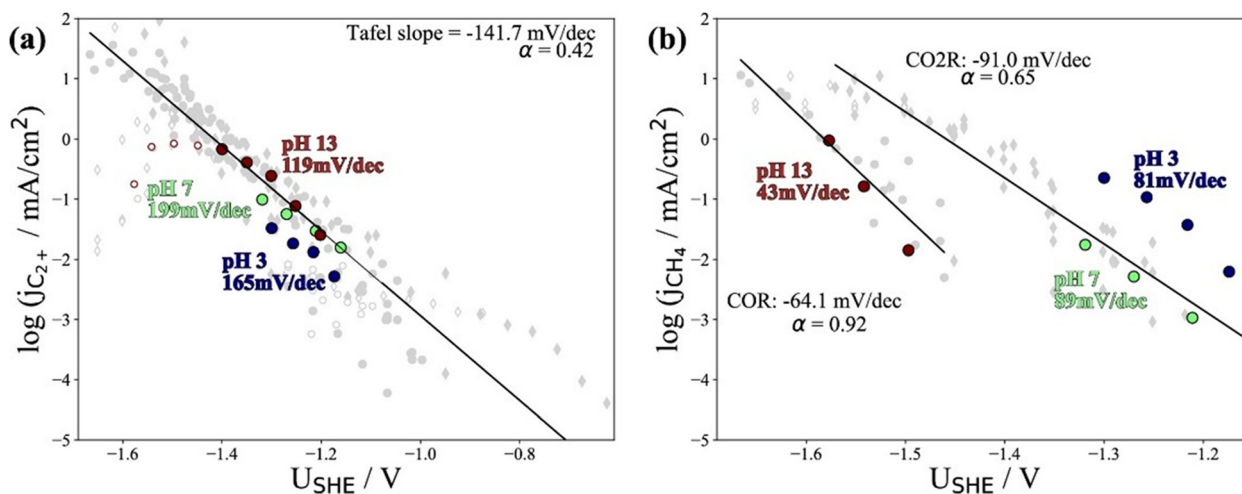 (a)
Tafel slope = -141.7 mV/dec
α = 0.42
pH 13
119mV/dec
pH 7
199mV/dec
pH 3
165mV/dec
log (jC2+) / mA/cm2
2
1
0
−1
−2
−3
−4
−5
−1.6
−1.4
−1.2
−1.0
−0.8
USHE / V
(b)
CO2R: -91.0 mV/dec
α = 0.65
pH 3
81mV/dec
pH 13
43mV/dec
pH 7
89mV/dec
COR: -64.1 mV/dec
α = 0.92
log (jCH4) / mA/cm2
2
1
0
−1
−2
−3
−4
−5
−1.6
−1.5
−1.4
−1.3
−1.2
USHE / V